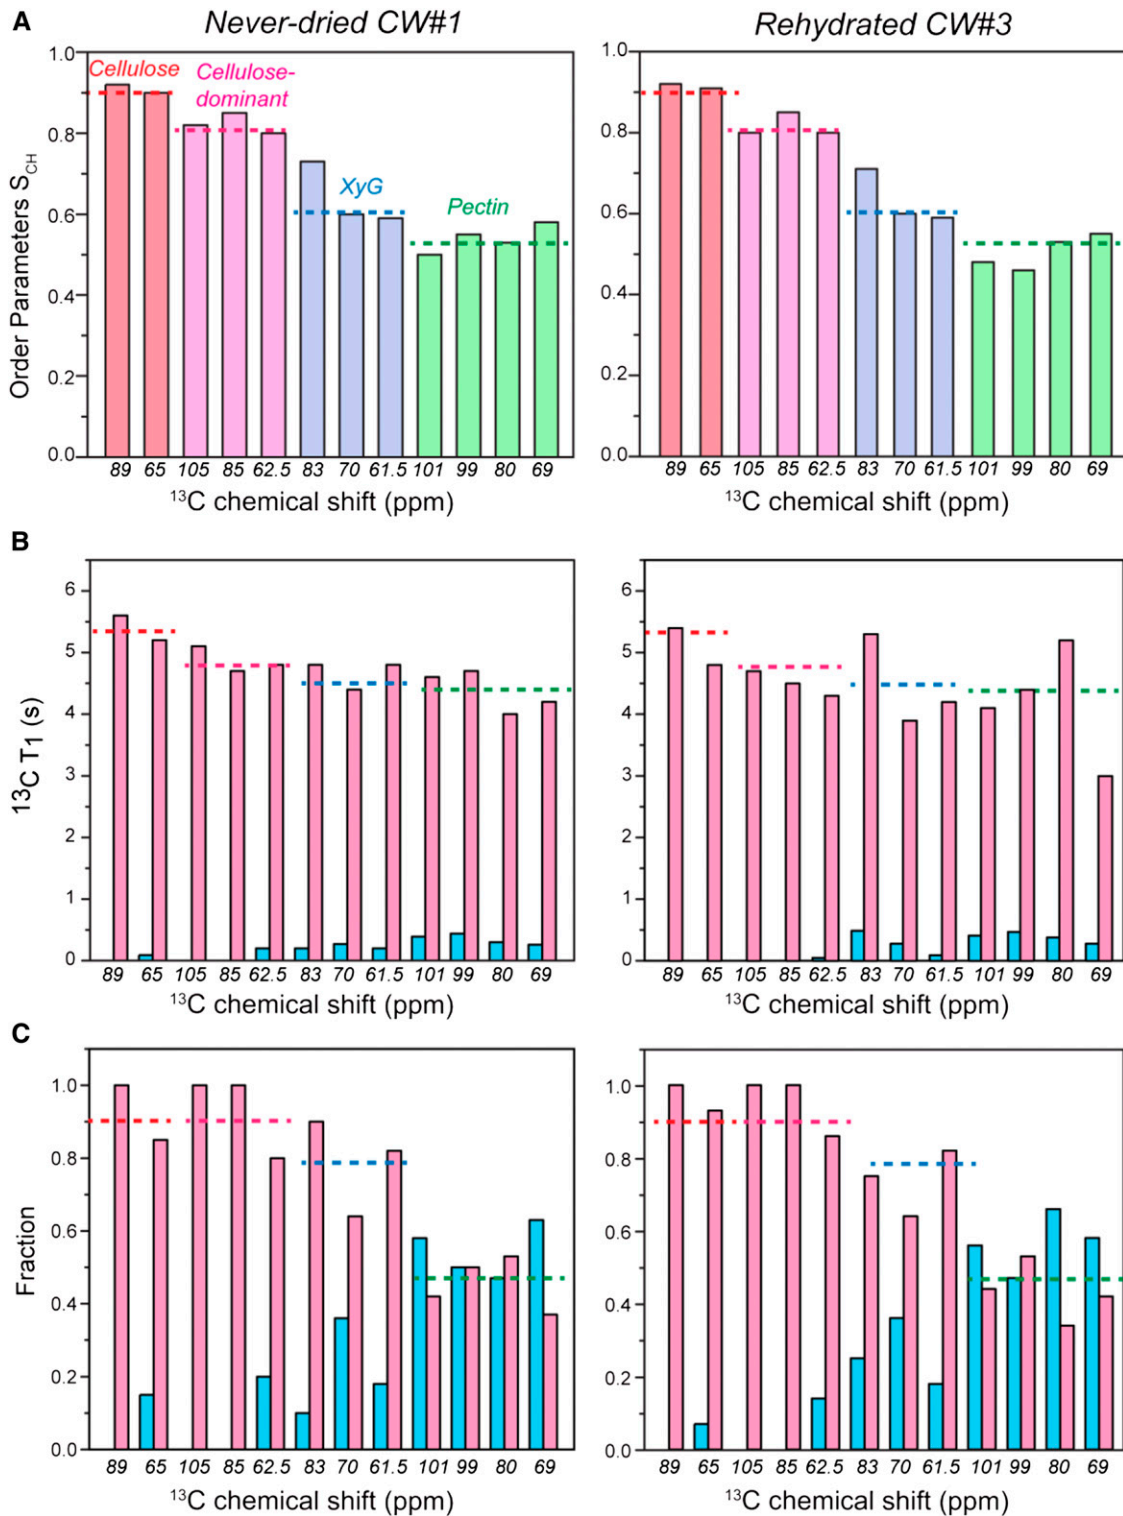 A
Never-dried CW#1
Rehydrated CW#3
Order Parameters SCH
1.0
0.8
0.6
0.4
0.2
0.0
Cellulose
Cellulose-
dominant
XyG
Pectin
89 65 105 85 62.5 83 70 61.5 101 99 80 69
13C chemical shift (ppm)
1.0
0.8
0.6
0.4
0.2
0.0
89 65 105 85 62.5 83 70 61.5 101 99 80 69
13C chemical shift (ppm)
B
13C T1 (s)
6
5
4
3
2
1
0
89 65 105 85 62.5 83 70 61.5 101 99 80 69
13C chemical shift (ppm)
6
5
4
3
2
1
0
89 65 105 85 62.5 83 70 61.5 101 99 80 69
13C chemical shift (ppm)
C
Fraction
1.0
0.8
0.6
0.4
0.2
0.0
89 65 105 85 62.5 83 70 61.5 101 99 80 69
13C chemical shift (ppm)
1.0
0.8
0.6
0.4
0.2
0.0
89 65 105 85 62.5 83 70 61.5 101 99 80 69
13C chemical shift (ppm)